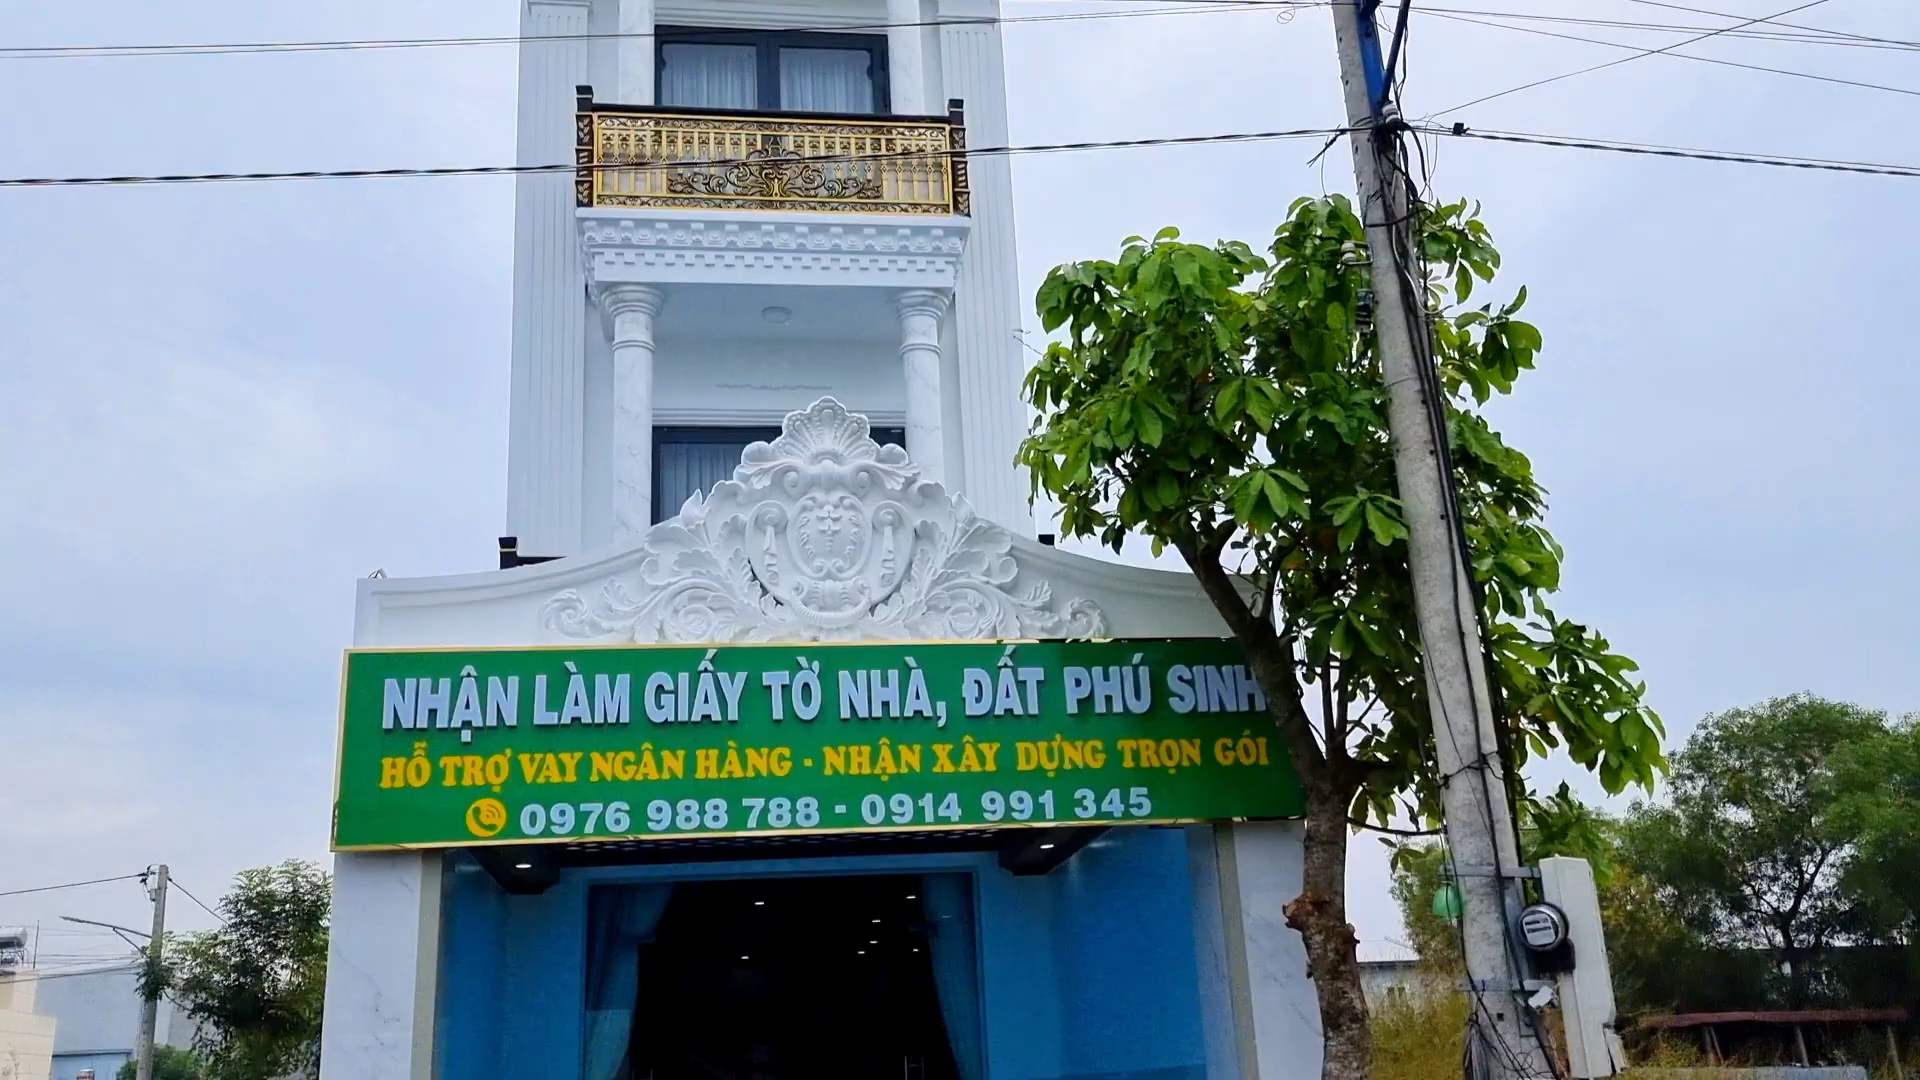 NHẬN LÀM GIẤY TỜ NHÀ, ĐẤT PHÚ SINH
HỖ TRỢ VAY NGÂN HÀNG - NHẬN XÂY DỰNG TRỌN GÓI
0976 988 788 - 0914 991 345